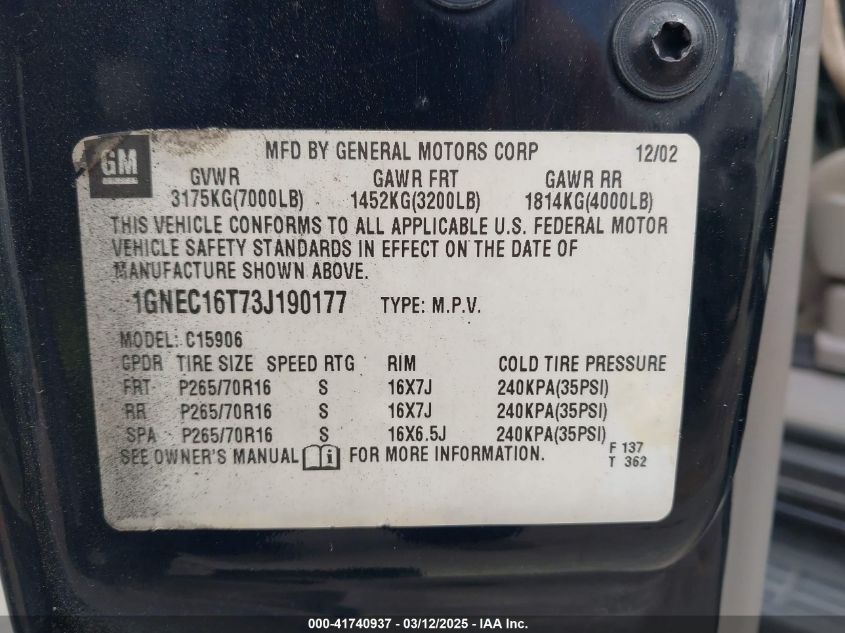 GM
MFD BY GENERAL MOTORS CORP 12/02
GVWR GAWR FRT GAWR RR
3175KG(7000LB) 1452KG(3200LB) 1814KG(4000LB)
THIS VEHICLE CONFORMS TO ALL APPLICABLE U.S. FEDERAL MOTOR
VEHICLE SAFETY STANDARDS IN EFFECT ON THE DATE OF
MANUFACTURE SHOWN ABOVE.
1GNEC16T73J190177 TYPE: M.P.V.
MODEL: C15906
GPDR TIRE SIZE SPEED RTG RIM COLD TIRE PRESSURE
FRT P265/70R16 S 16X7J 240KPA(35PSI)
RR P265/70R16 S 16X7J 240KPA(35PSI)
SPA P265/70R16 S 16X6.5J 240KPA(35PSI)
SEE OWNER'S MANUAL FOR MORE INFORMATION.
F 137
T 362
000-41740937 - 03/12/2025 - IAA Inc.